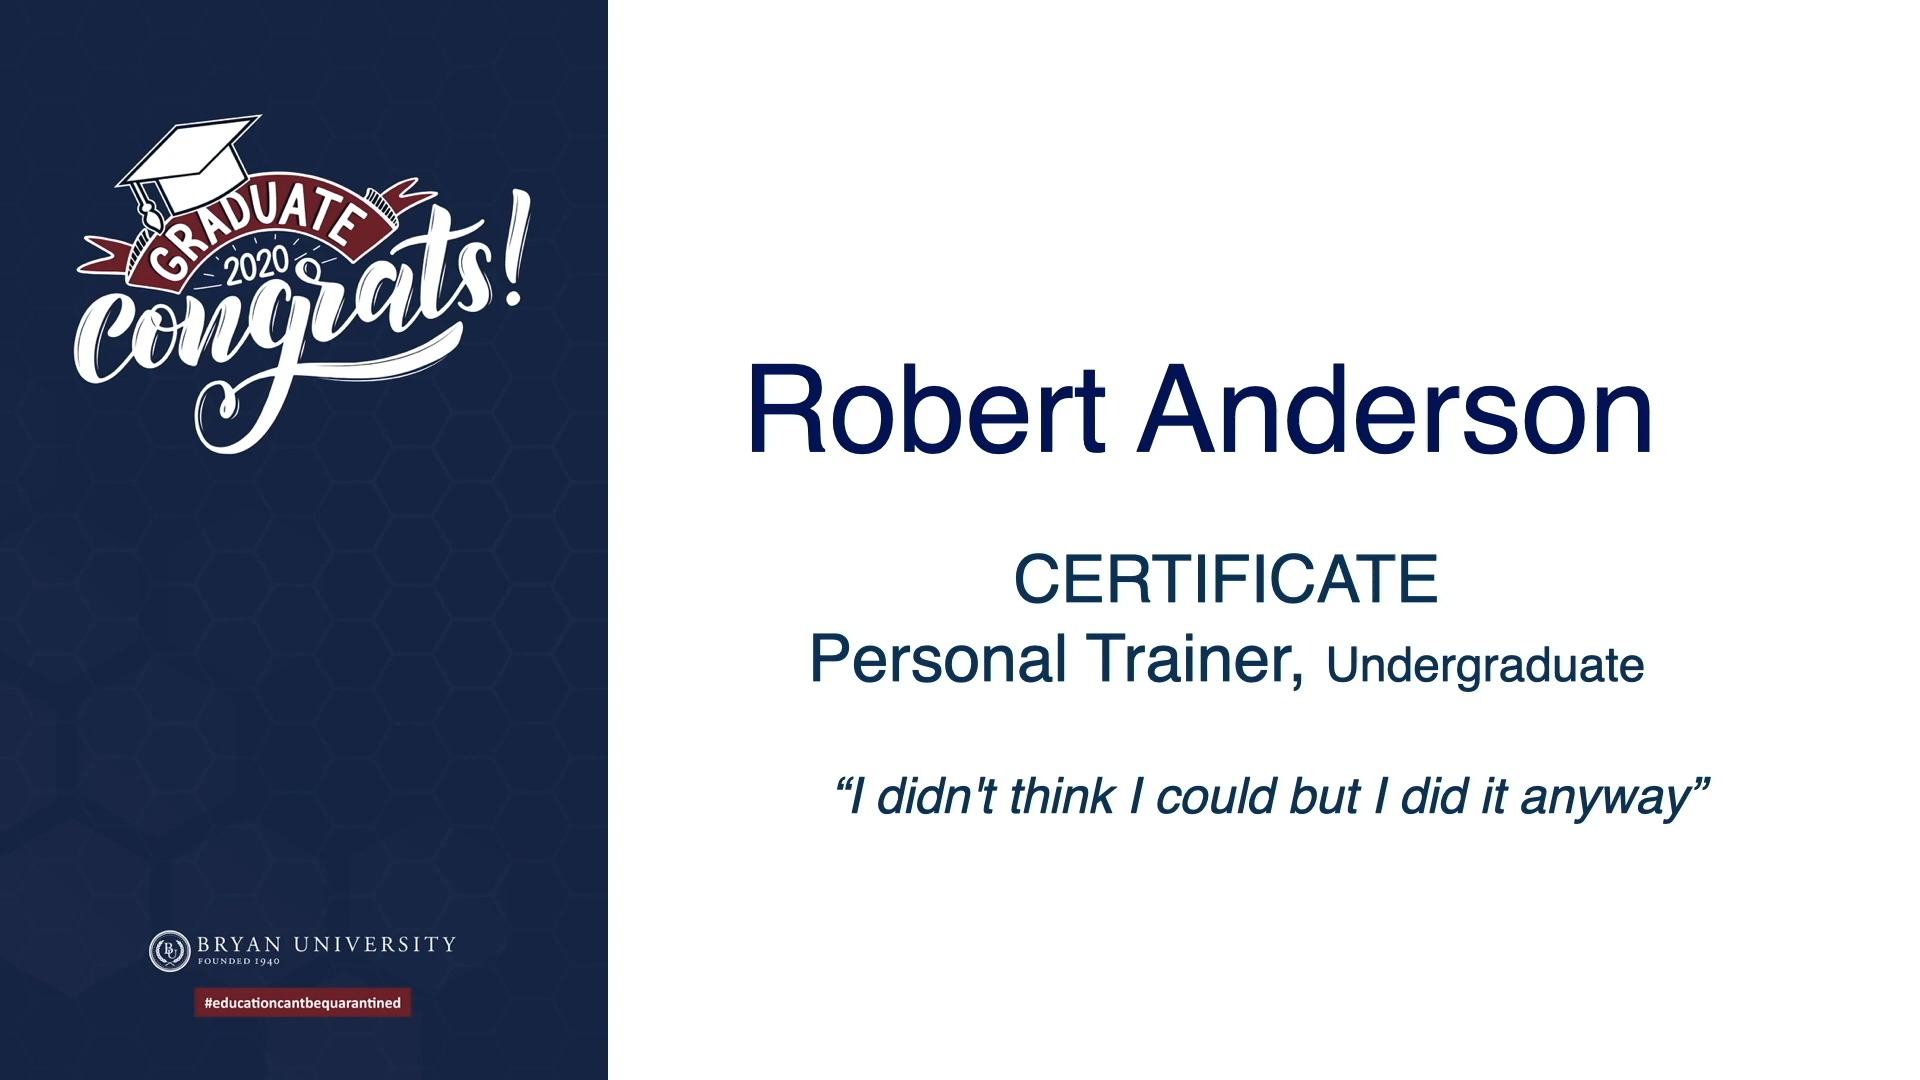 GRADUATE
2020
congrats!
Robert Anderson
CERTIFICATE
Personal Trainer, Undergraduate
“I didn't think I could but I did it anyway”
BU
BRYAN UNIVERSITY
FOUNDED 1940
#educationcantbequarantined